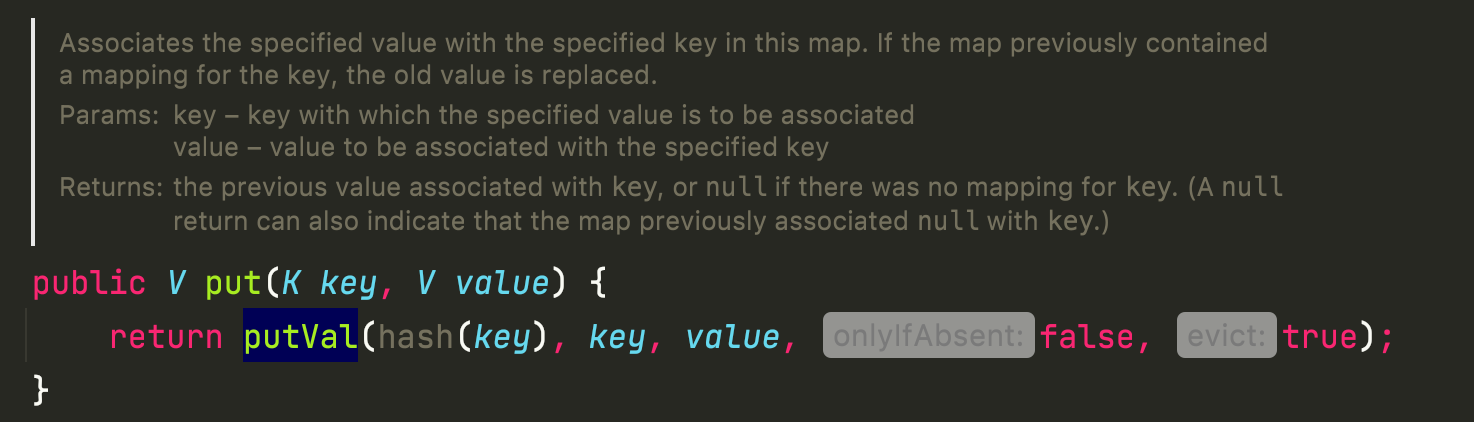 Associates the specified value with the specified key in this map. If the map previously contained
a mapping for the key, the old value is replaced.
Params: key – key with which the specified value is to be associated
value – value to be associated with the specified key
Returns: the previous value associated with key, or null if there was no mapping for key. (A null
return can also indicate that the map previously associated null with key.)
public V put(K key, V value) {
return putVal(hash(key), key, value, onlyIfAbsent: false, evict: true);
}